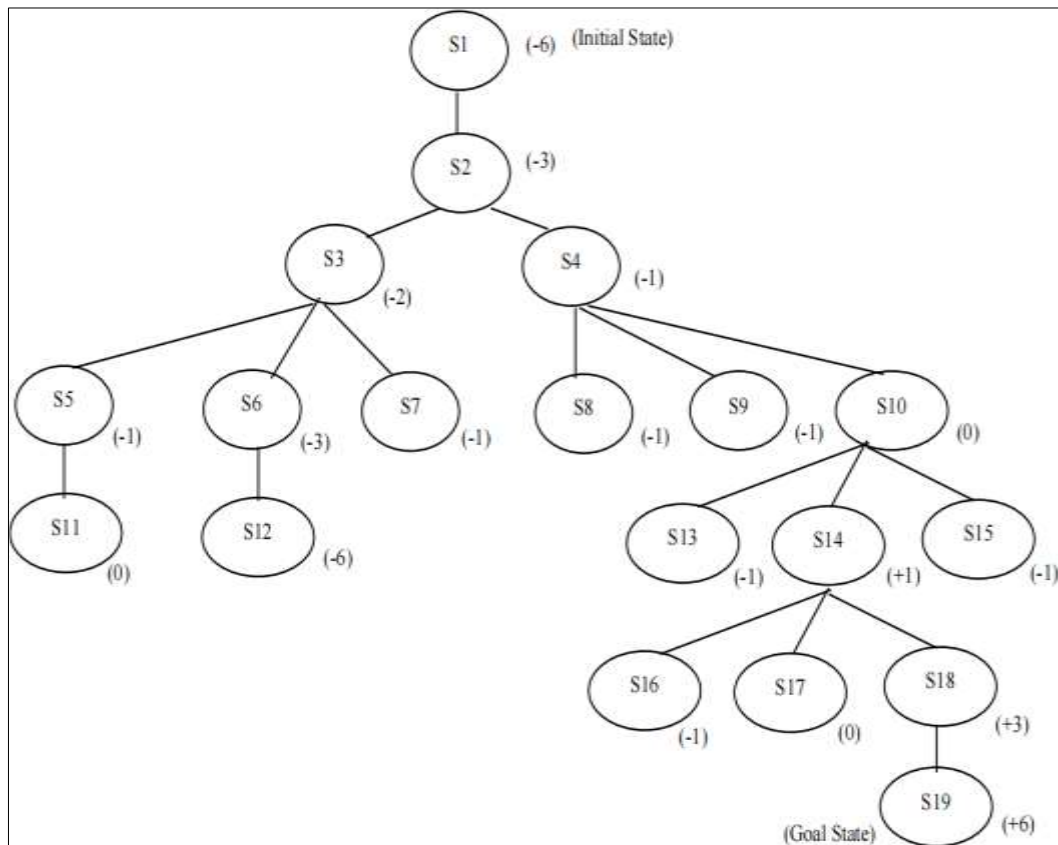 S1 (-6) (Initial State)
S2 (-3)
S3 (-2)
S4 (-1)
S5 (-1)
S6 (-3)
S7 (-1)
S8 (-1)
S9 (-1)
S10 (0)
S11 (0)
S12 (-6)
S13 (-1)
S14 (+1)
S15 (-1)
S16 (-1)
S17 (0)
S18 (+3)
S19 (+6)
(Goal State)